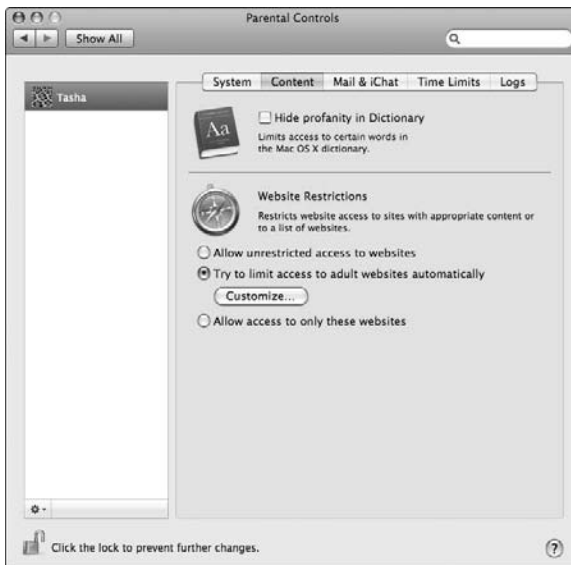 Parental Controls
Show All
Tasha
System Content Mail & iChat Time Limits Logs
Aa
Hide profanity in Dictionary
Limits access to certain words in
the Mac OS X dictionary.
Website Restrictions
Restricts website access to sites with appropriate content or
to a list of websites.
Allow unrestricted access to websites
Try to limit access to adult websites automatically
Customize...
Allow access to only these websites
Click the lock to prevent further changes.
?